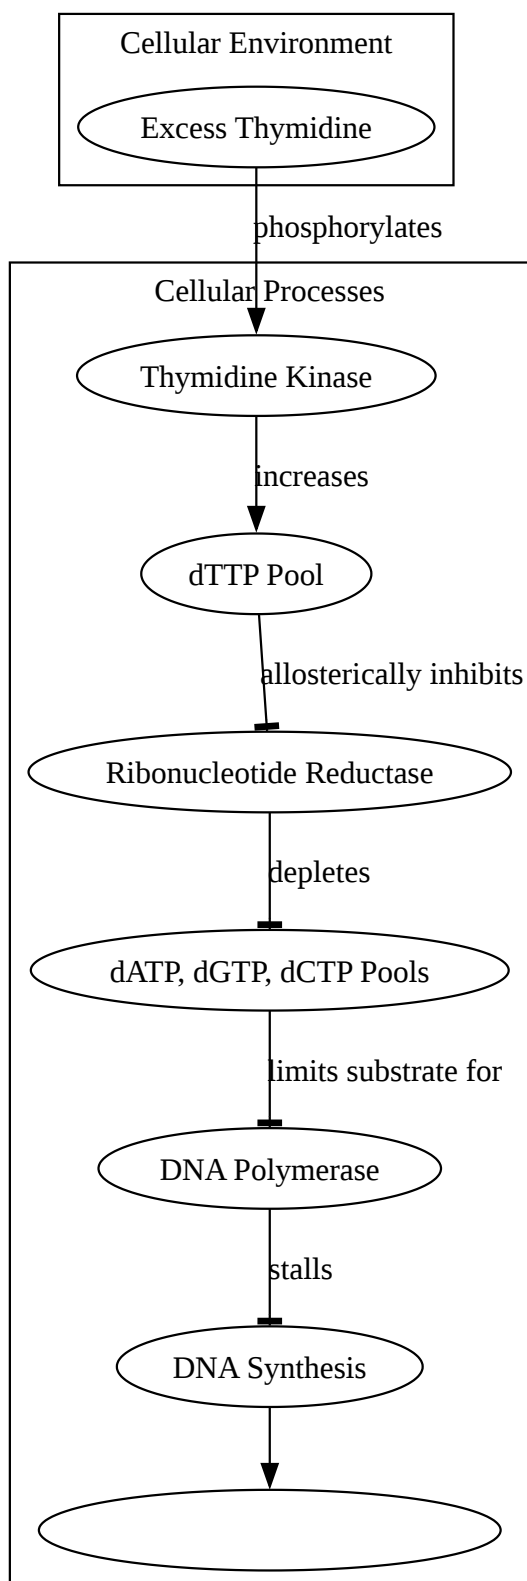 Cellular Environment
Excess Thymidine
phosphorylates
Cellular Processes
Thymidine Kinase
increases
dTTP Pool
allosterically inhibits
Ribonucleotide Reductase
depletes
dATP, dGTP, dCTP Pools
limits substrate for
DNA Polymerase
stalls
DNA Synthesis